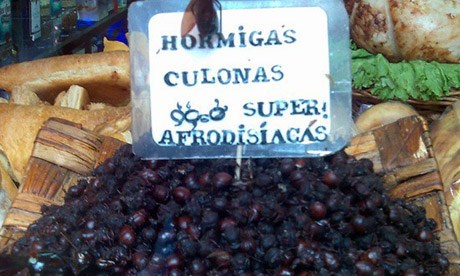 HORMIGAS
CULONAS
SUPER!
AFRODISÍACAS